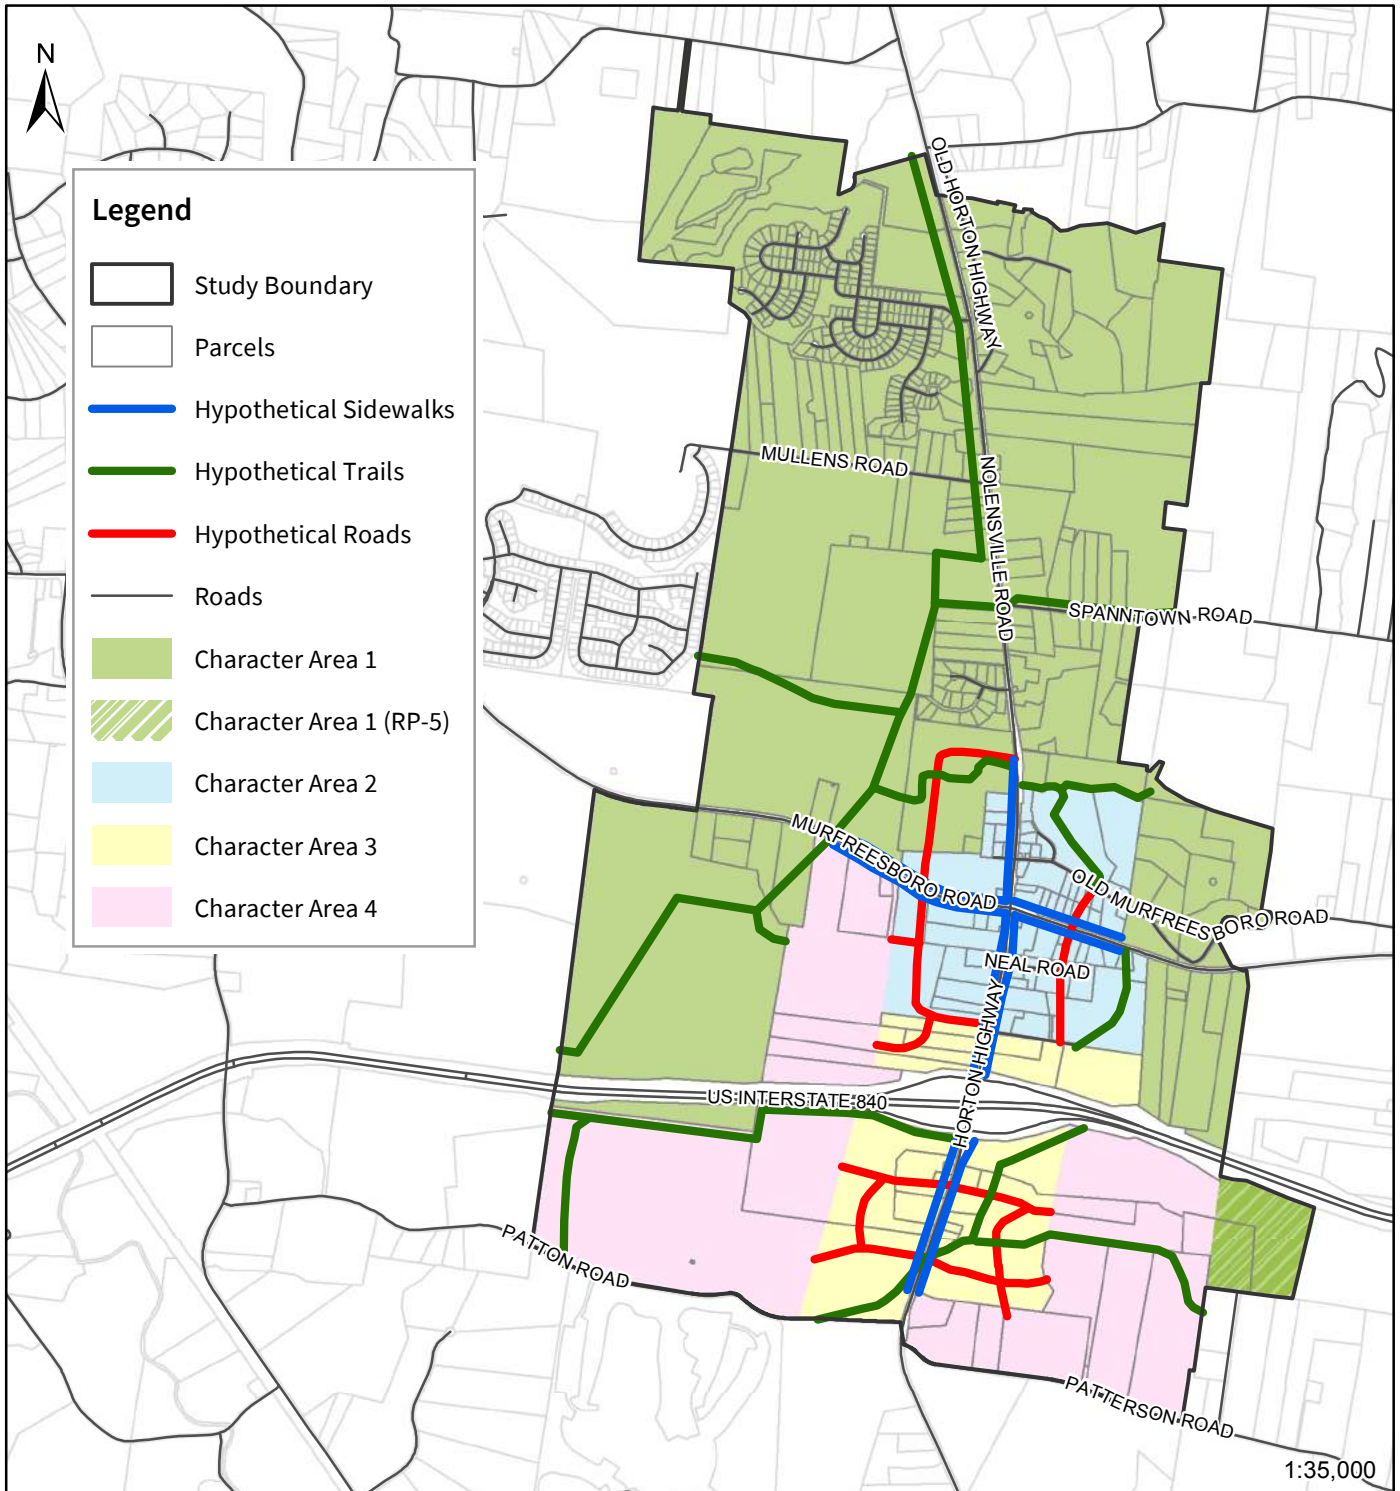 N
OLD HORTON HIGHWAY
Legend
Study Boundary
Parcels
Hypothetical Sidewalks
Hypothetical Trails
Hypothetical Roads
Roads
Character Area 1
Character Area 1 (RP-5)
Character Area 2
Character Area 3
Character Area 4
MULLENS ROAD
NOLENSVILLE ROAD
SPANNTOWN ROAD
MURFREESBORO ROAD
OLD MURFREESBORO ROAD
NEAL ROAD
HORTON HIGHWAY
US INTERSTATE 840
PATTON ROAD
PATTERSON ROAD
1:35,000